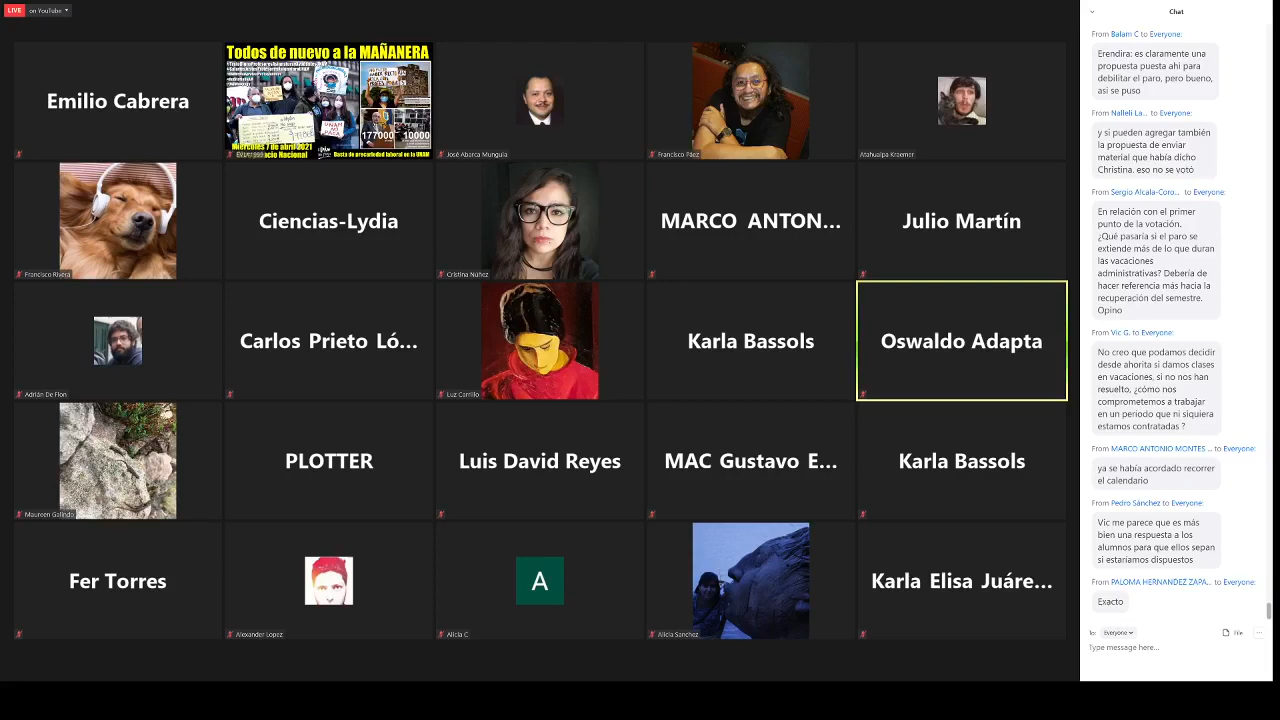 LIVE on YouTube
Emilio Cabrera
Todos de nuevo a la MAÑANERA
177000
10000
Miércoles 7 de abril 2021
Palacio Nacional
Basta de precariedad laboral en la UNAM
José Abarca Munguía
Francisco Páez
Atahualpa Kraemer
Francisco Rivera
Ciencias-Lydia
Cristina Núñez
MARCO ANTON...
Julio Martín
Adrián De Flon
Carlos Prieto Ló...
Luz Carrillo
Karla Bassols
Oswaldo Adapta
Maureen Galindo
PLOTTER
Luis David Reyes
MAC Gustavo E...
Karla Bassols
Fer Torres
Alexander Lopez
A
Alicia C
Alicia Sanchez
Karla Elisa Juáre...
Chat
From Balam C to Everyone:
Erendira: es claramente una
propuesta puesta ahí para
debilitar el paro, pero bueno,
así se puso
From Nalleli La... to Everyone:
y si pueden agregar también
la propuesta de enviar
material que había dicho
Christina. eso no se votó
From Sergio Alcala-Coro... to Everyone:
En relación con el primer
punto de la votación.
¿Qué pasaría si el paro se
extiende más de lo que duran
las vacaciones
administrativas? Debería de
hacer referencia más hacia la
recuperación del semestre.
Opino
From Vic G. to Everyone:
No creo que podamos decidir
desde ahorita si damos clases
en vacaciones, si no nos han
resuelto, ¿cómo nos
comprometemos a trabajar
en un periodo que ni siquiera
estamos contratadas ?
From MARCO ANTONIO MONTES ... to Everyone:
ya se había acordado recorrer
el calendario
From Pedro Sánchez to Everyone:
Vic me parece que es más
bien una respuesta a los
alumnos para que ellos sepan
si estaríamos dispuestos
From PALOMA HERNANDEZ ZAPA... to Everyone:
Exacto
To: Everyone
File
Type message here...